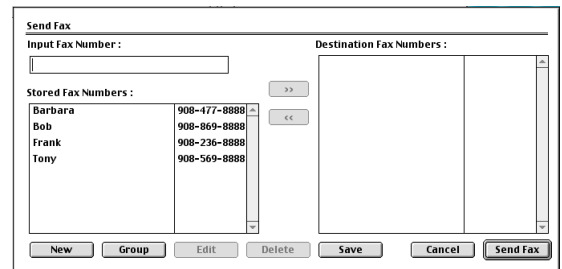 Send Fax
Input Fax Number :
Destination Fax Numbers :
>>
Stored Fax Numbers :
<<
Barbara 908-477-8888
Bob 908-869-8888
Frank 908-236-8888
Tony 908-569-8888
New Group Edit Delete Save Cancel Send Fax